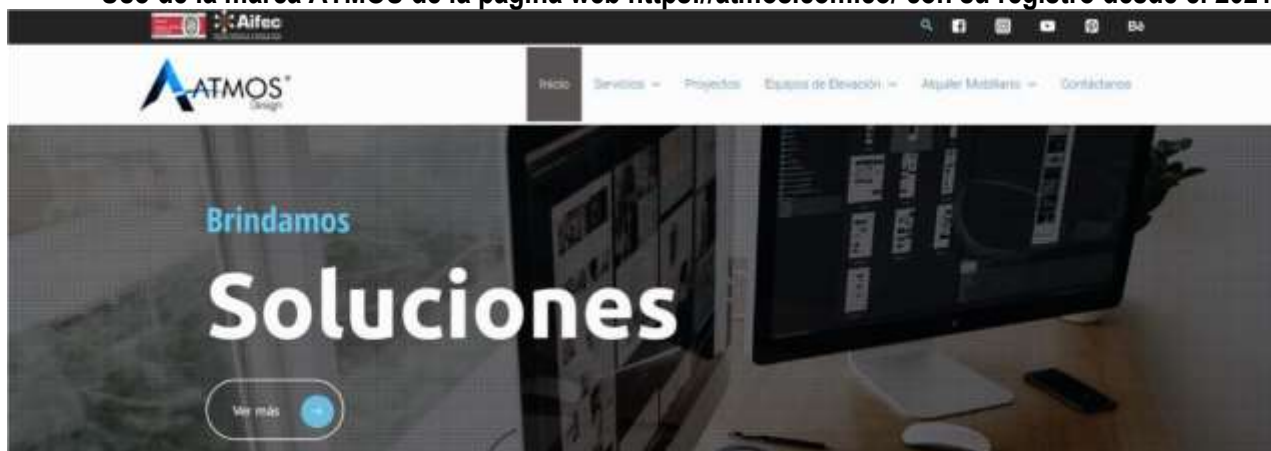 Uso de la marca ATMOS de la página web https://atmos.com.co/ con su registro desde el 2021
Aifec
ATMOS®
Design
Inicio Servicios Proyectos Equipos de Elevación Alquiler Mobiliario Contáctanos
Brindamos
Soluciones
Ver más